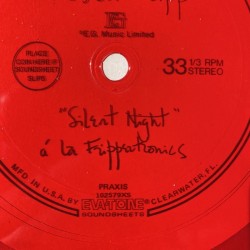 *E.G. Music Limited
33 1/3 RPM
STEREO
PLACE
COIN HERE IF
SOUNDSHEET
SLIPS
"Silent Night"
á la Frippertronics
PRAXIS
EVATONE
SOUNDSHEETS
MFD IN U.S.A. BY
CLEARWATER, FL.